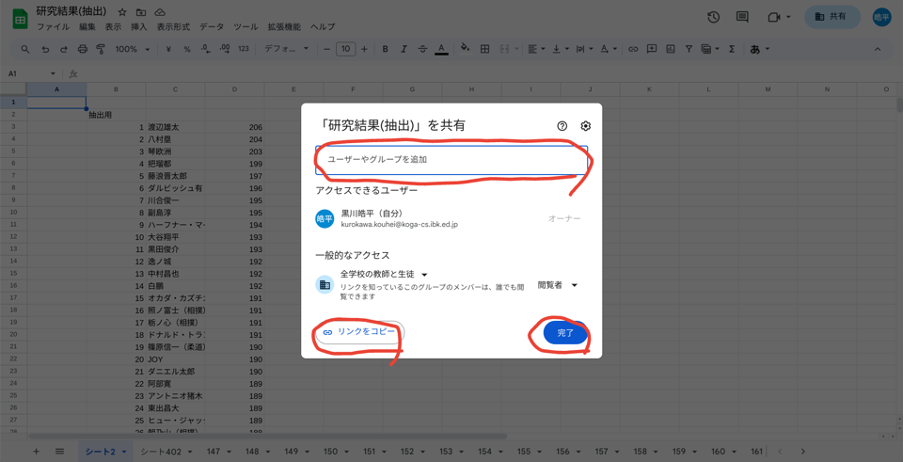 研究結果(抽出)
ファイル 編集 表示 挿入 表示形式 データ ツール 拡張機能 ヘルプ
共有
皓平
100% ¥ % .0 .00 123 デフォ... 10 B I S A Σ あ
A1 fx
A B C D E F G H I J K L M N O
1
2 抽出用
3 1 渡辺雄太 206
4 2 八村塁 204
5 3 琴欧洲 203
6 4 把瑠都 199
7 5 藤浪晋太郎 197
8 6 ダルビッシュ有 196
9 7 川合俊一 195
10 8 副島淳 195
11 9 ハーフナー・マ 194
12 10 大谷翔平 193
13 11 黒田俊介 193
14 12 逸ノ城 192
15 13 中村昌也 192
16 14 白鵬 192
17 15 オカダ・カズチ 191
18 16 照ノ富士（相撲） 191
19 17 栃ノ心（相撲） 191
20 18 ドナルド・トラ 191
21 19 篠原信一（柔道） 190
22 20 JOY 190
23 21 ダニエル太郎 190
24 22 阿部寛 189
25 23 アントニオ猪木 189
26 24 東出昌大 189
27 25 ヒュー・ジャッ 189
28 26
「研究結果(抽出)」を共有
ユーザーやグループを追加
アクセスできるユーザー
皓平
黒川皓平（自分）
kurokawa.kouhei@koga-cs.ibk.ed.jp
オーナー
一般的なアクセス
全学校の教師と生徒
リンクを知っているこのグループのメンバーは、誰でも閲
覧できます
閲覧者
リンクをコピー
完了
シート2 シート402 147 148 149 150 151 152 153 154 155 156 157 158 159 160 161